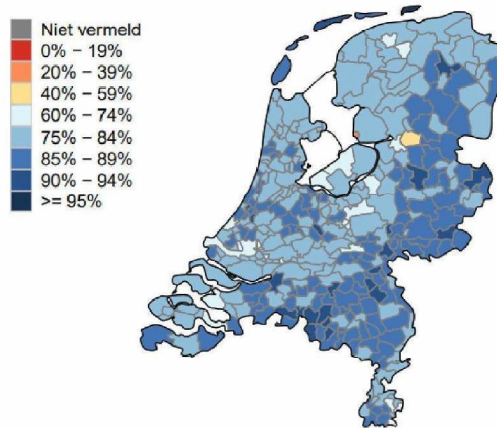 Niet vermeld
0% - 19%
20% - 39%
40% - 59%
60% - 74%
75% - 84%
85% - 89%
90% - 94%
>= 95%